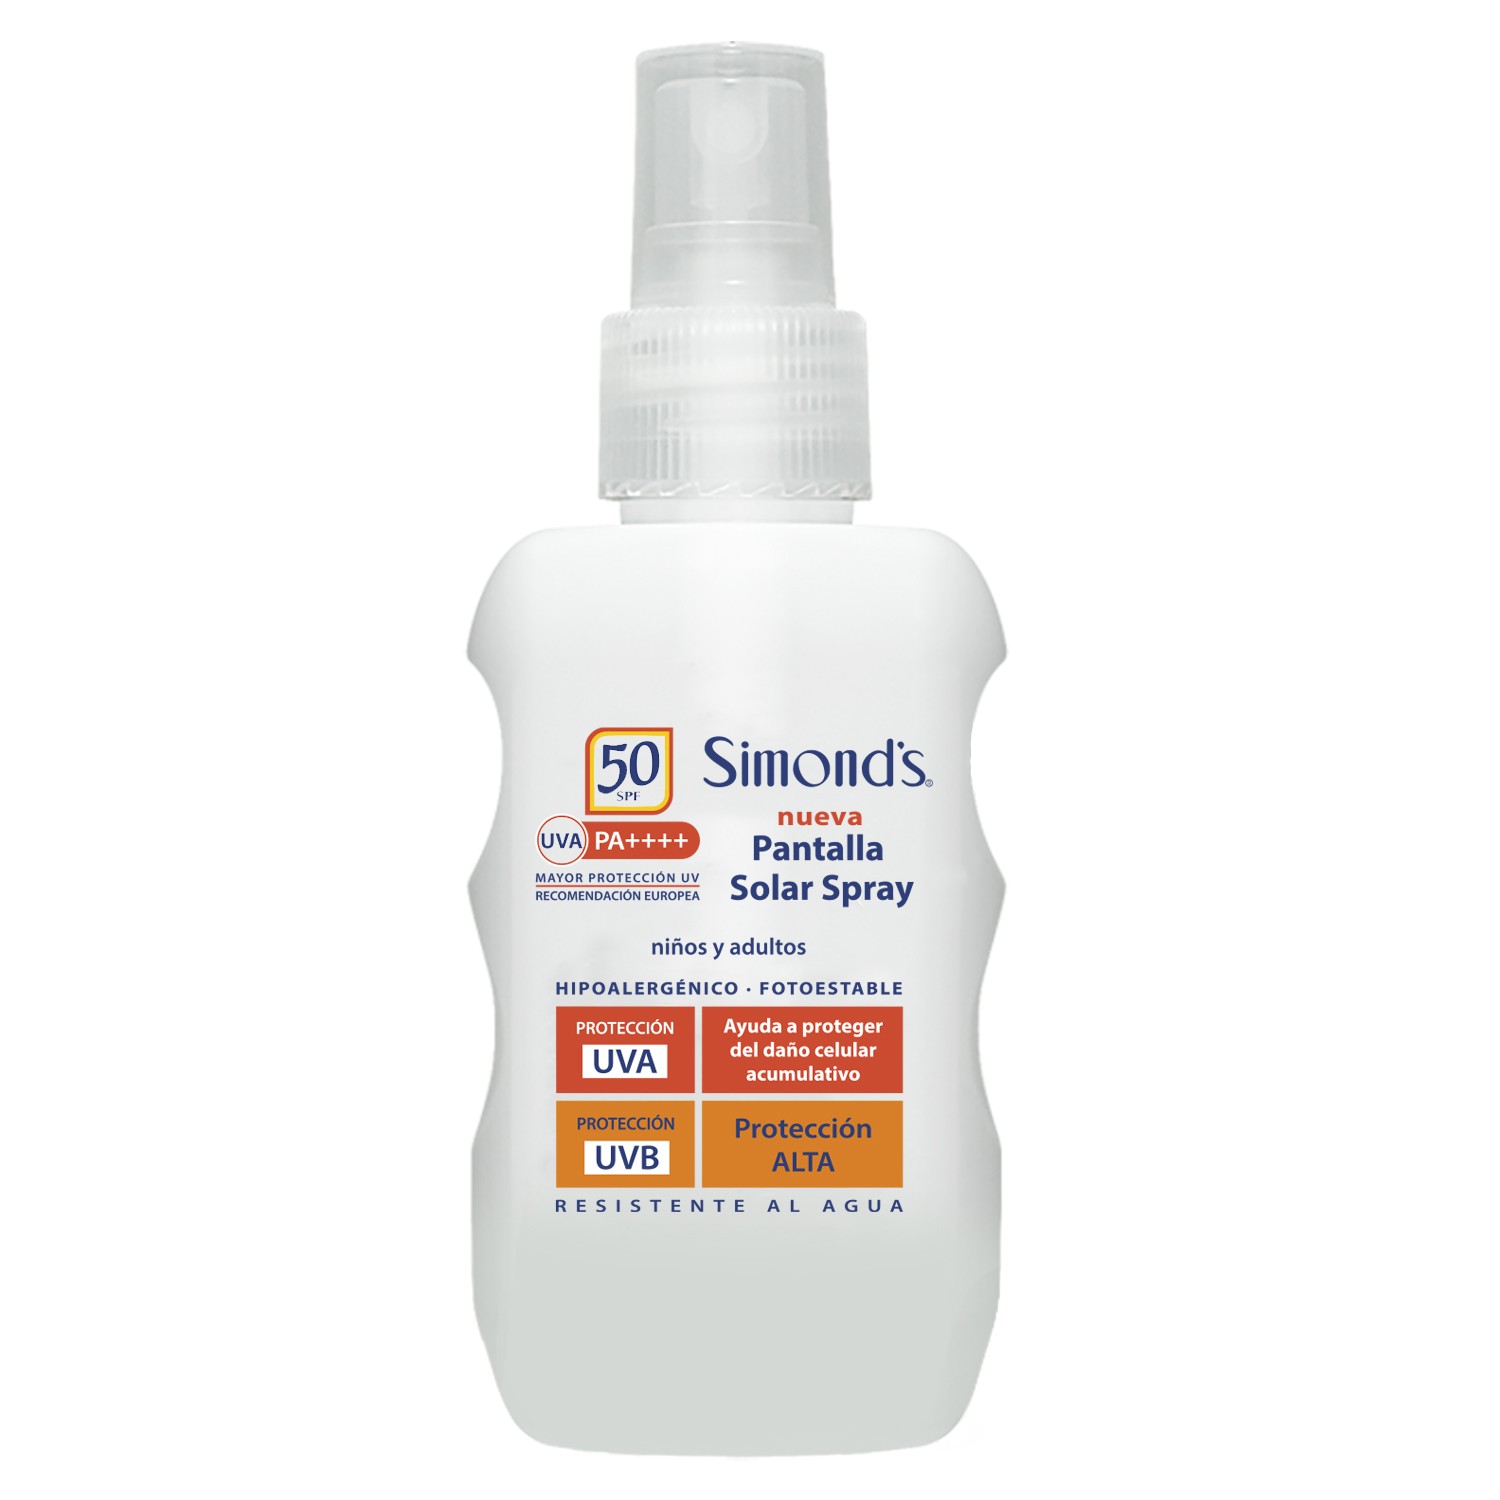 50
SPF
UVA PA++++
MAYOR PROTECCIÓN UV
RECOMENDACIÓN EUROPEA
Simond's®
nueva
Pantalla
Solar Spray
niños y adultos
HIPOALERGÉNICO · FOTOESTABLE
PROTECCIÓN
UVA
Ayuda a proteger
del daño celular
acumulativo
PROTECCIÓN
UVB
Protección
ALTA
RESISTENTE AL AGUA